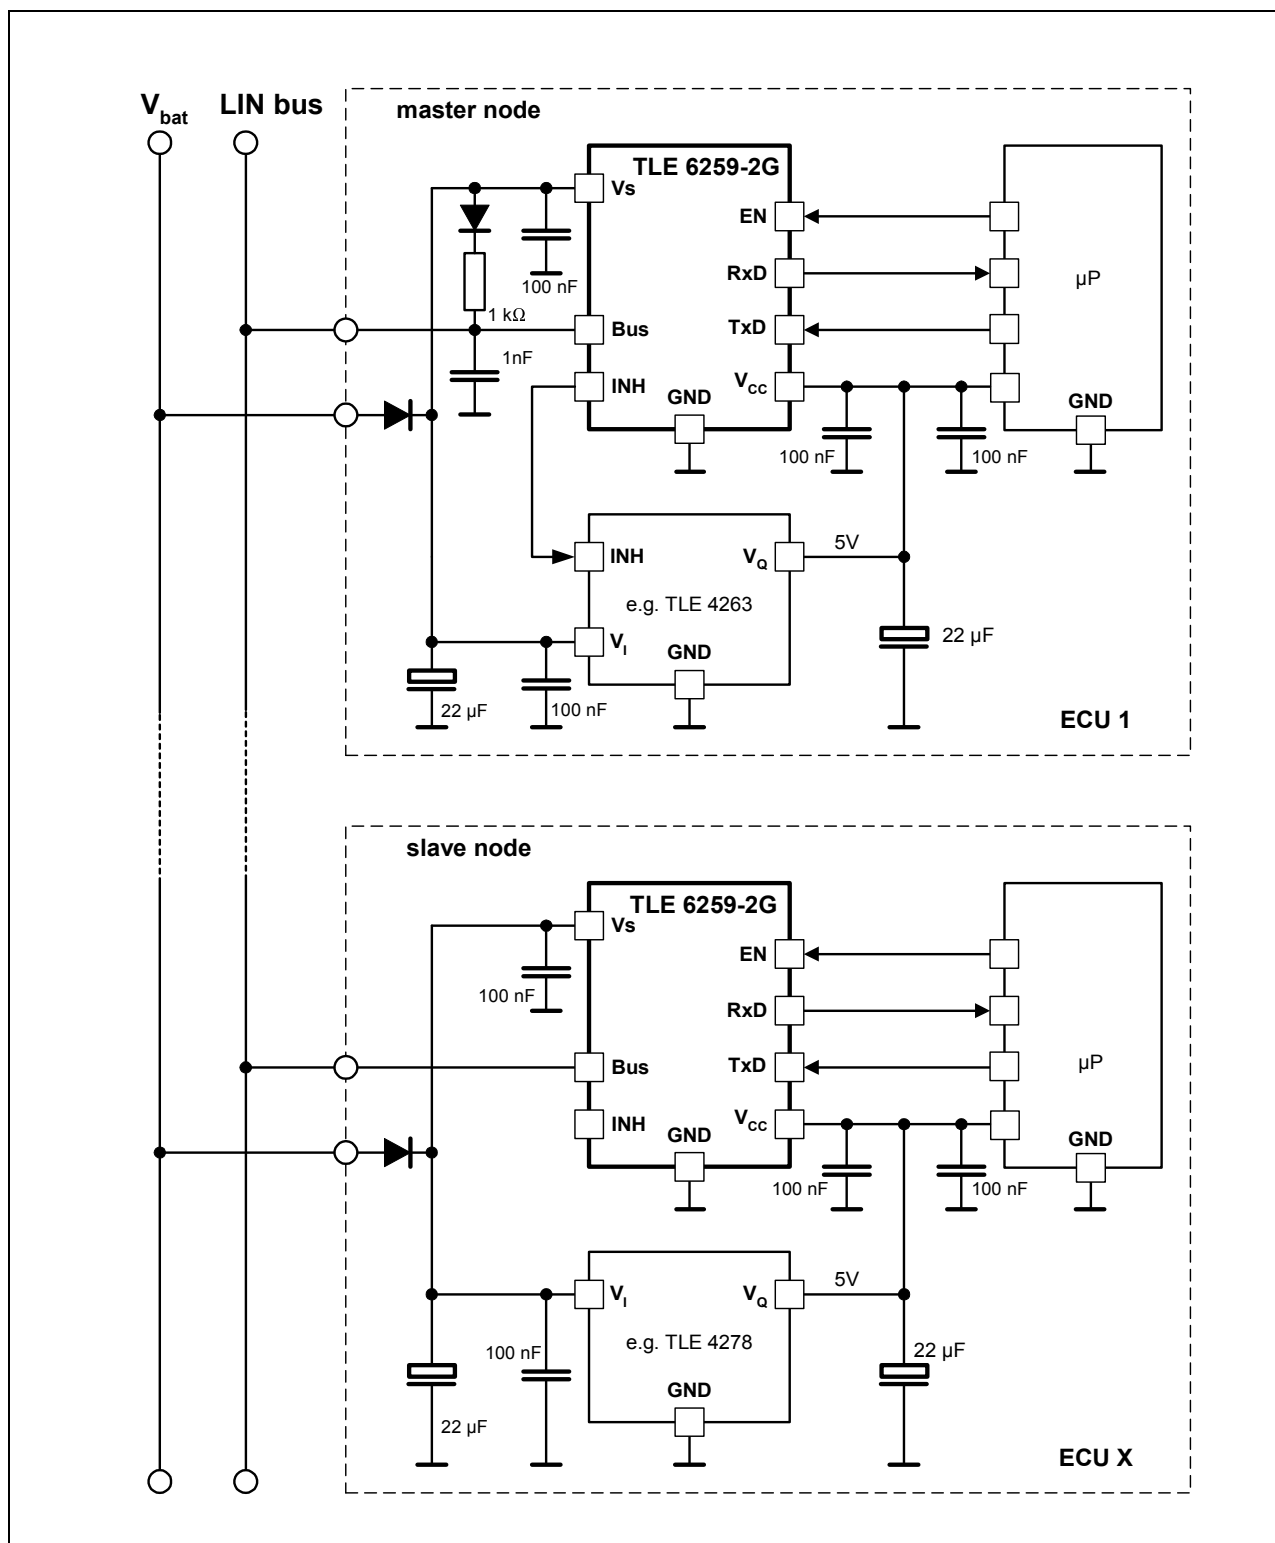 V_bat LIN bus
master node
TLE 6259-2G
Vs
EN
100 nF
RxD
µP
1 kΩ
Bus
TxD
1nF
INH
V_CC
GND
GND
100 nF
100 nF
INH
V_Q
5V
e.g. TLE 4263
22 µF
V_I
GND
22 µF
100 nF
ECU 1
slave node
TLE 6259-2G
Vs
EN
100 nF
RxD
Bus
TxD
µP
INH
V_CC
GND
GND
100 nF
100 nF
V_I
V_Q
5V
e.g. TLE 4278
100 nF
22 µF
GND
22 µF
ECU X